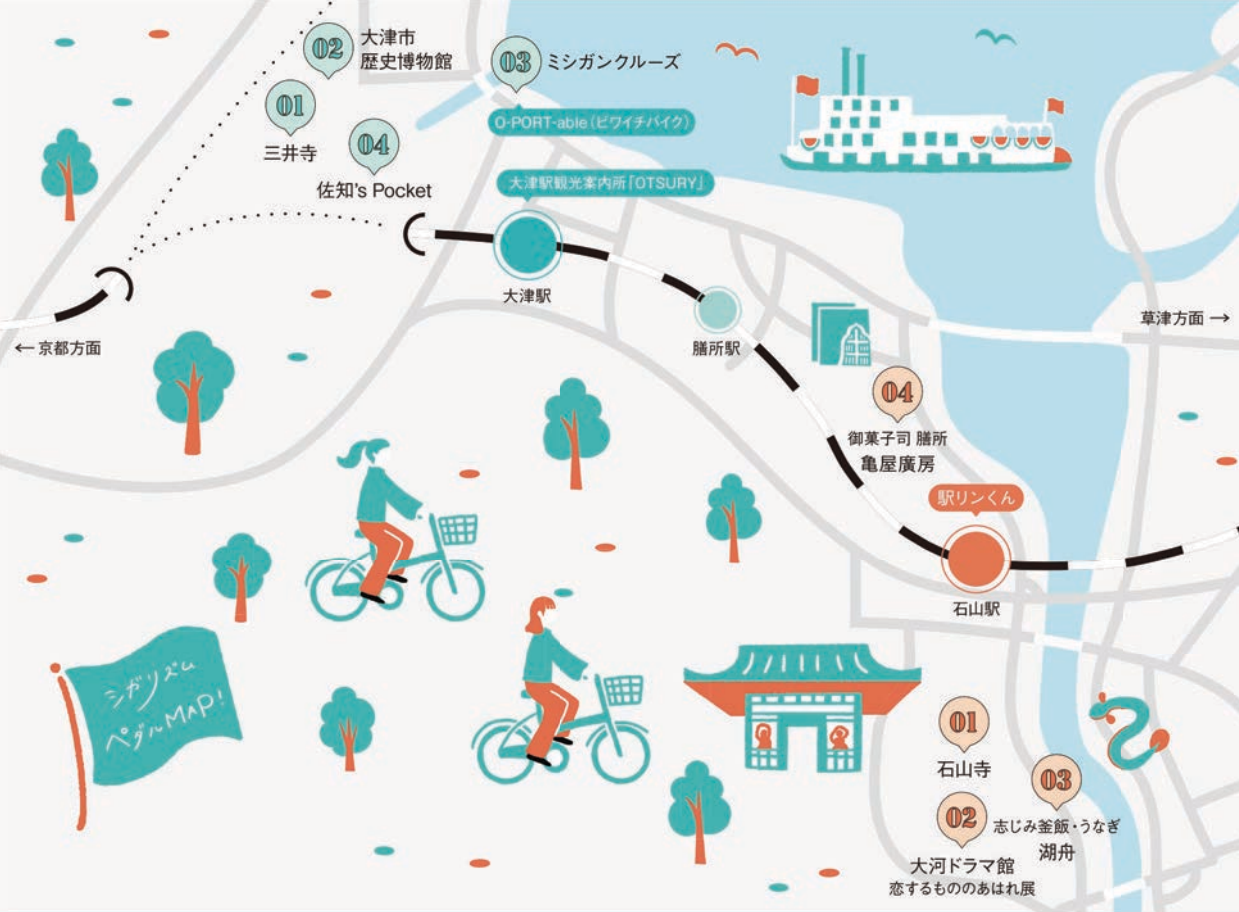 02
大津市
歴史博物館
03
ミシガンクルーズ
01
三井寺
O-PORT-able(ビワイチバイク)
04
佐知's Pocket
大津駅観光案内所「OTSURY」
大津駅
膳所駅
←京都方面
草津方面→
04
御菓子司 膳所
亀屋廣房
駅リンくん
石山駅
シガリズム
ペダルMAP!
01
石山寺
03
志じみ釜飯・うなぎ
湖舟
02
大河ドラマ館
恋するもののあはれ展